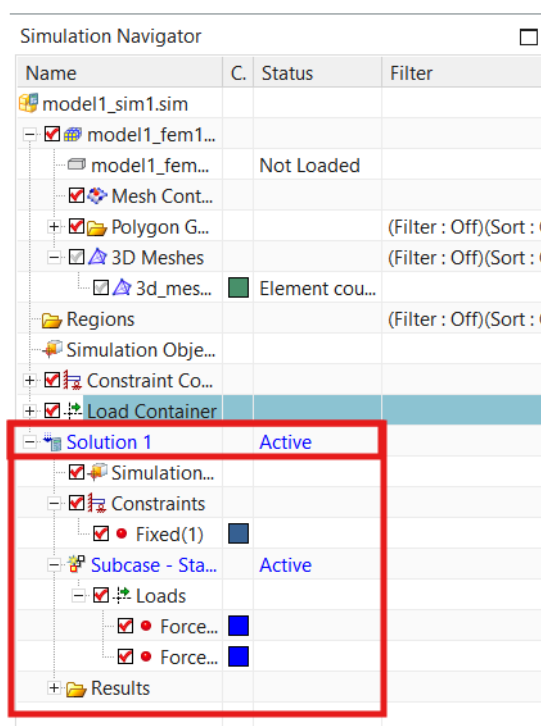 Simulation Navigator
Name C. Status Filter
model1_sim1.sim
model1_fem1...
model1_fem... Not Loaded
Mesh Cont...
Polygon G... (Filter : Off)(Sort :
3D Meshes (Filter : Off)(Sort :
3d_mes... Element cou...
Regions (Filter : Off)(Sort :
Simulation Obje...
Constraint Co...
Load Container
Solution 1 Active
Simulation...
Constraints
Fixed(1)
Subcase - Sta... Active
Loads
Force...
Force...
Results